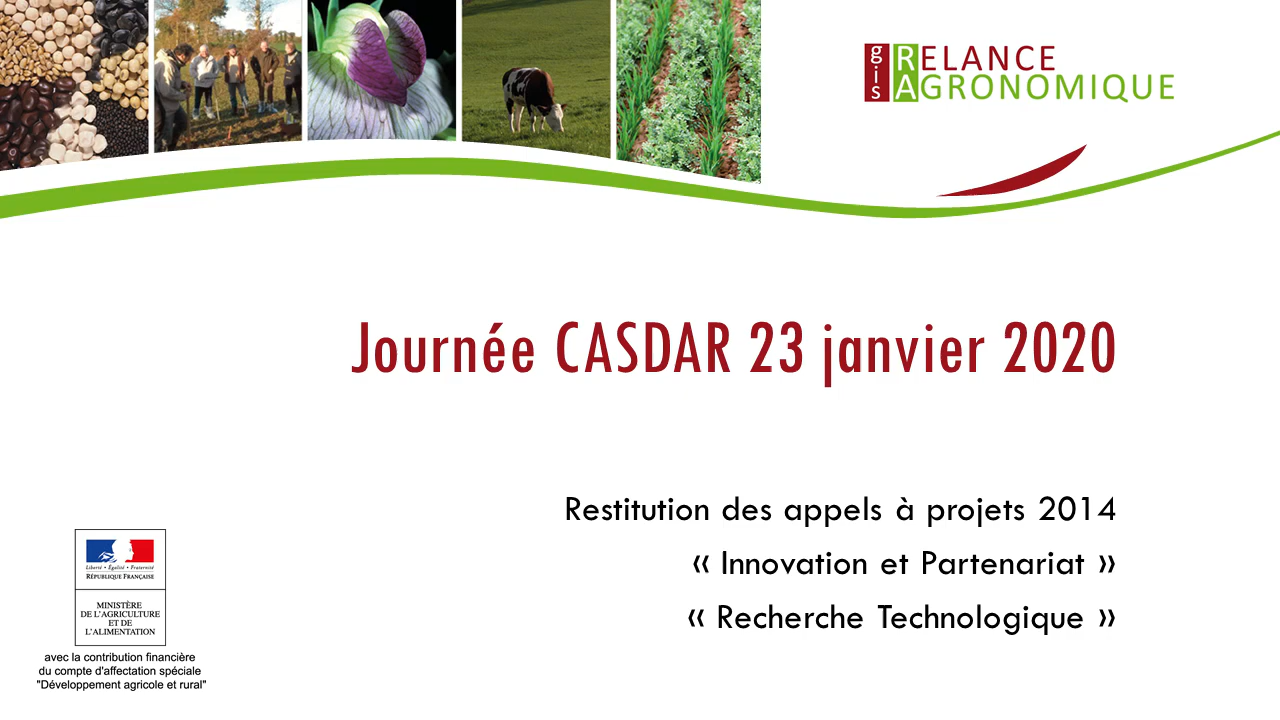 gis RELANCE
AGRONOMIQUE
Journée CASDAR 23 janvier 2020
Restitution des appels à projets 2014
« Innovation et Partenariat »
« Recherche Technologique »
Liberté • Égalité • Fraternité
RÉPUBLIQUE FRANÇAISE
MINISTÈRE
DE L'AGRICULTURE
ET DE
L'ALIMENTATION
avec la contribution financière
du compte d'affectation spéciale
"Développement agricole et rural"